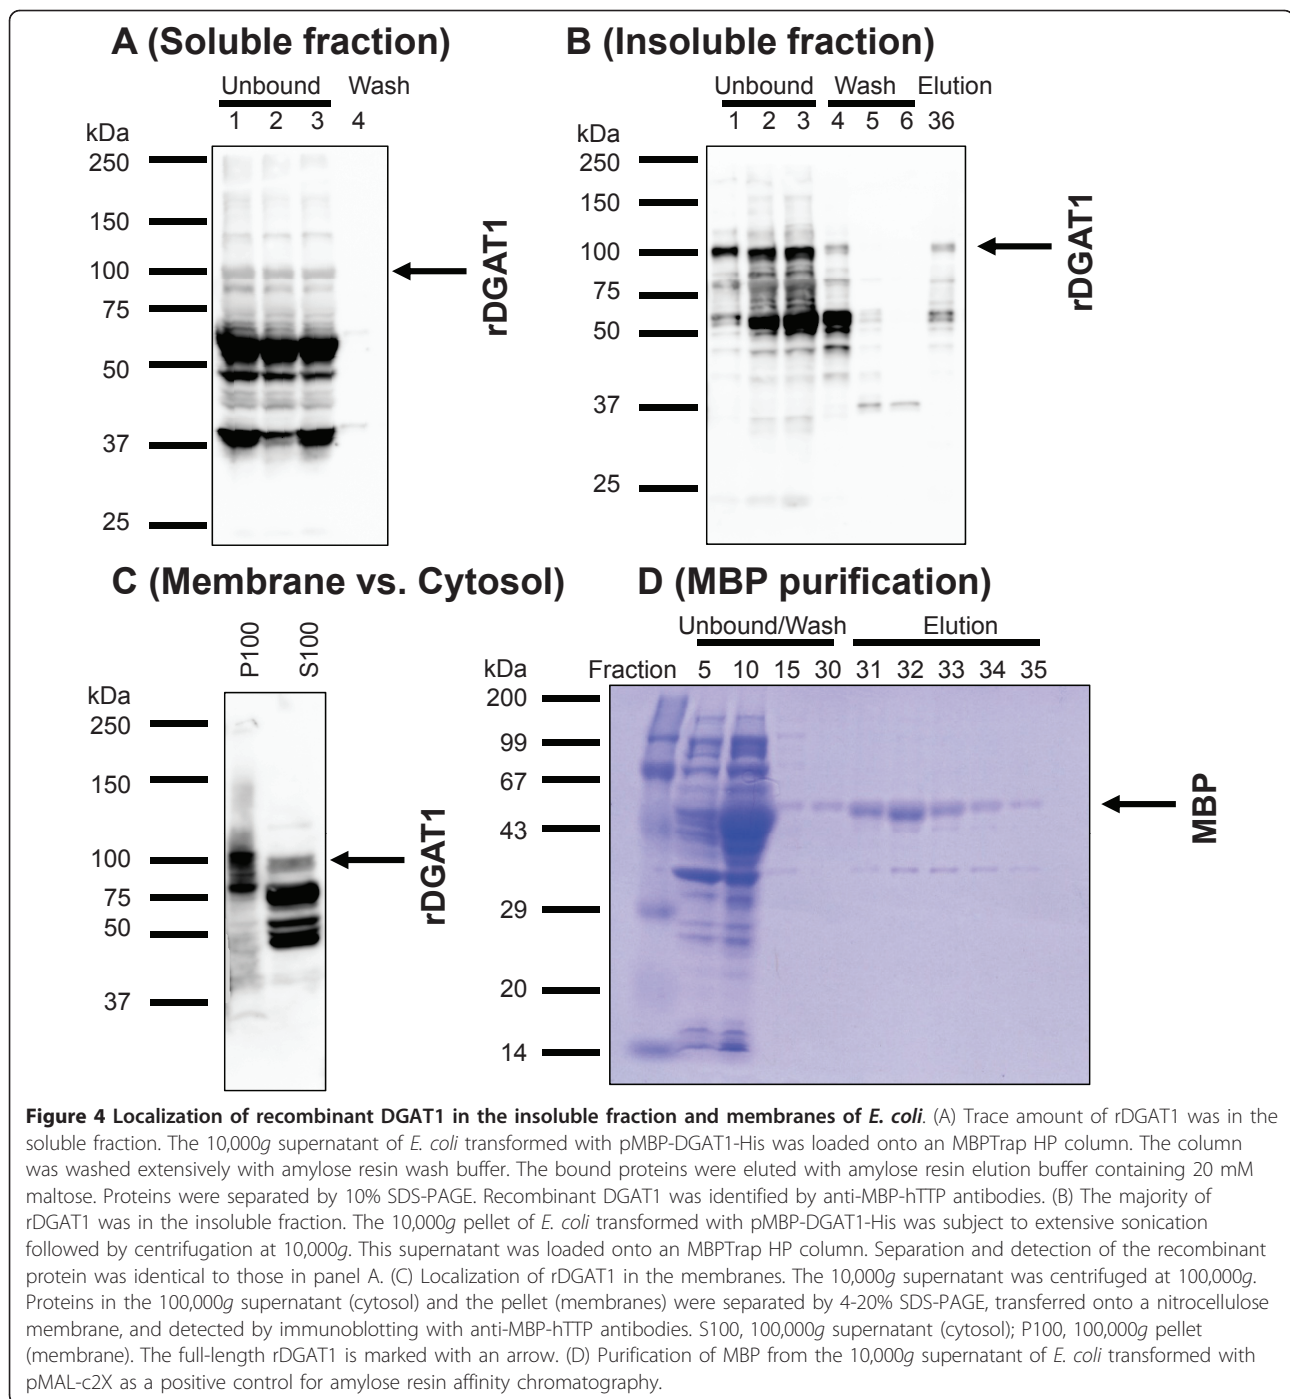 A (Soluble fraction)
Unbound Wash
1 2 3 4
kDa
250
150
100
75
50
37
25
rDGAT1
B (Insoluble fraction)
Unbound Wash Elution
1 2 3 4 5 6 36
kDa
250
150
100
75
50
37
25
rDGAT1
C (Membrane vs. Cytosol)
P100
S100
kDa
250
150
100
75
50
37
rDGAT1
D (MBP purification)
Unbound/Wash Elution
kDa Fraction 5 10 15 30 31 32 33 34 35
200
99
67
43
29
20
14
MBP
Figure 4 Localization of recombinant DGAT1 in the insoluble fraction and membranes of E. coli. (A) Trace amount of rDGAT1 was in the
soluble fraction. The 10,000g supernatant of E. coli transformed with pMBP-DGAT1-His was loaded onto an MBPTrap HP column. The column
was washed extensively with amylose resin wash buffer. The bound proteins were eluted with amylose resin elution buffer containing 20 mM
maltose. Proteins were separated by 10% SDS-PAGE. Recombinant DGAT1 was identified by anti-MBP-hTTP antibodies. (B) The majority of
rDGAT1 was in the insoluble fraction. The 10,000g pellet of E. coli transformed with pMBP-DGAT1-His was subject to extensive sonication
followed by centrifugation at 10,000g. This supernatant was loaded onto an MBPTrap HP column. Separation and detection of the recombinant
protein was identical to those in panel A. (C) Localization of rDGAT1 in the membranes. The 10,000g supernatant was centrifuged at 100,000g.
Proteins in the 100,000g supernatant (cytosol) and the pellet (membranes) were separated by 4-20% SDS-PAGE, transferred onto a nitrocellulose
membrane, and detected by immunoblotting with anti-MBP-hTTP antibodies. S100, 100,000g supernatant (cytosol); P100, 100,000g pellet
(membrane). The full-length rDGAT1 is marked with an arrow. (D) Purification of MBP from the 10,000g supernatant of E. coli transformed with
pMAL-c2X as a positive control for amylose resin affinity chromatography.